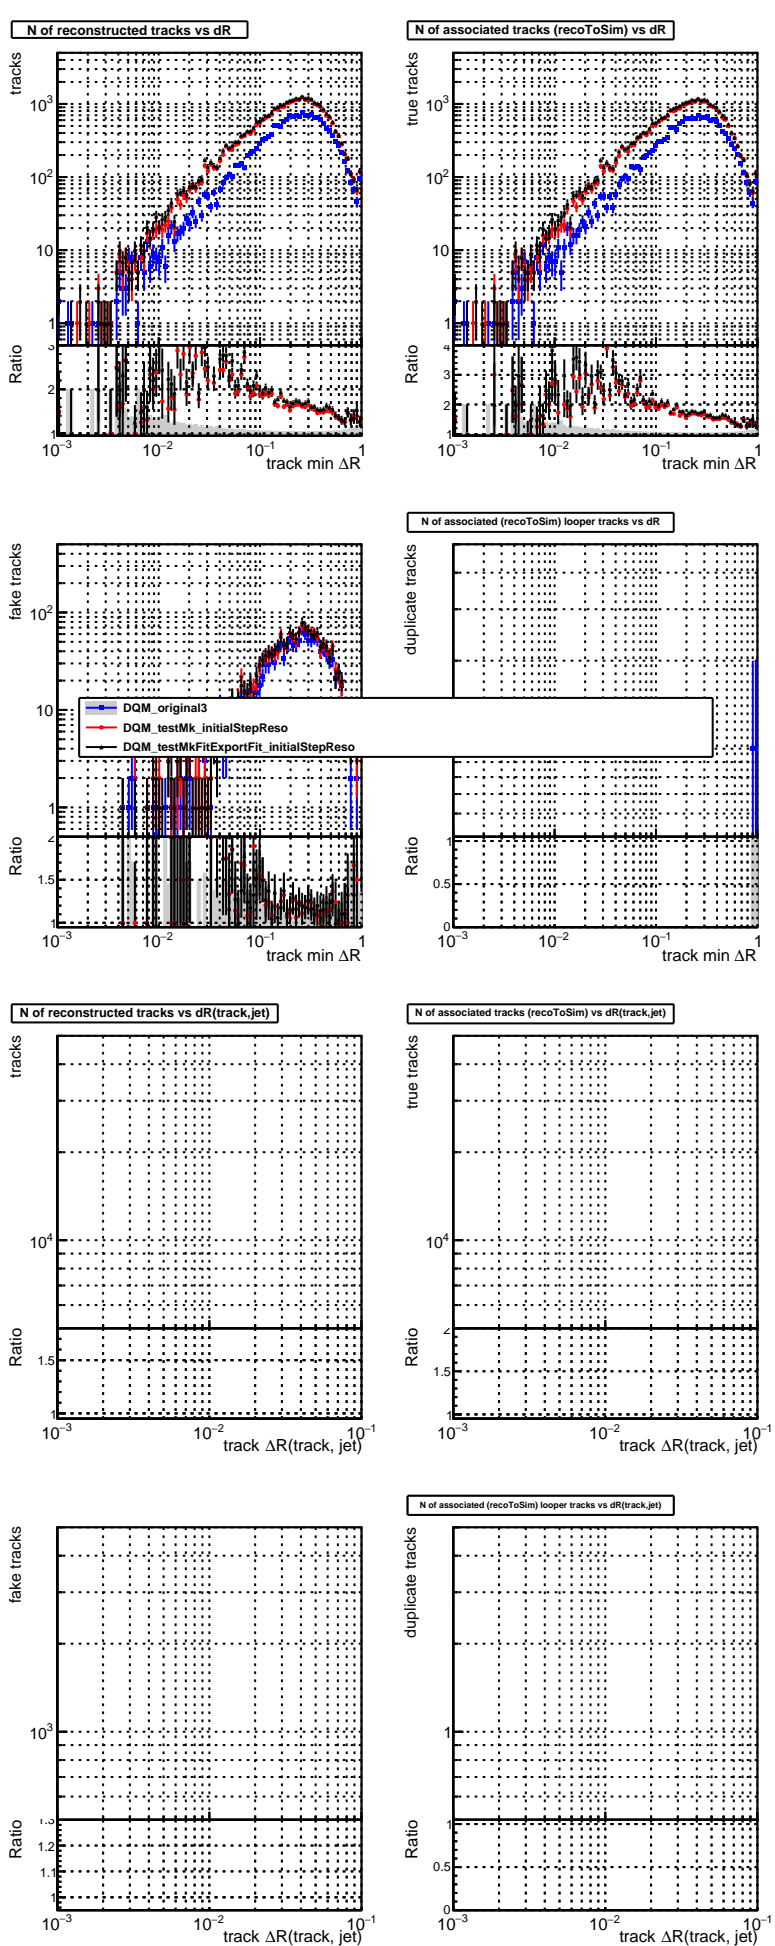 N of reconstructed tracks vs dR
N of associated tracks (recoToSim) vs dR
tracks
10³
10²
10
1
Ratio
3
2
1
10⁻³
10⁻²
10⁻¹
1
track min ΔR
true tracks
10³
10²
10
1
Ratio
4
3
2
1
10⁻³
10⁻²
10⁻¹
1
track min ΔR
N of associated (recoToSim) looper tracks vs dR
fake tracks
10²
10
1
Ratio
2
1.5
1
10⁻³
10⁻²
10⁻¹
1
track min ΔR
duplicate tracks
Ratio
1
0.5
0
10⁻³
10⁻²
10⁻¹
1
track min ΔR
DQM_original3
DQM_testMk_initialStepReso
DQM_testMkFitExportFit_initialStepReso
N of reconstructed tracks vs dR(track,jet)
N of associated tracks (recoToSim) vs dR(track,jet)
tracks
10⁴
Ratio
1.5
1
10⁻³
10⁻²
10⁻¹
track ΔR(track, jet)
true tracks
10⁴
Ratio
2
1.5
1
10⁻³
10⁻²
10⁻¹
track ΔR(track, jet)
N of associated (recoToSim) looper tracks vs dR(track,jet)
fake tracks
10³
Ratio
1.3
1.2
1.1
1
10⁻³
10⁻²
10⁻¹
track ΔR(track, jet)
duplicate tracks
1
Ratio
1
0.5
0
10⁻³
10⁻²
10⁻¹
track ΔR(track, jet)